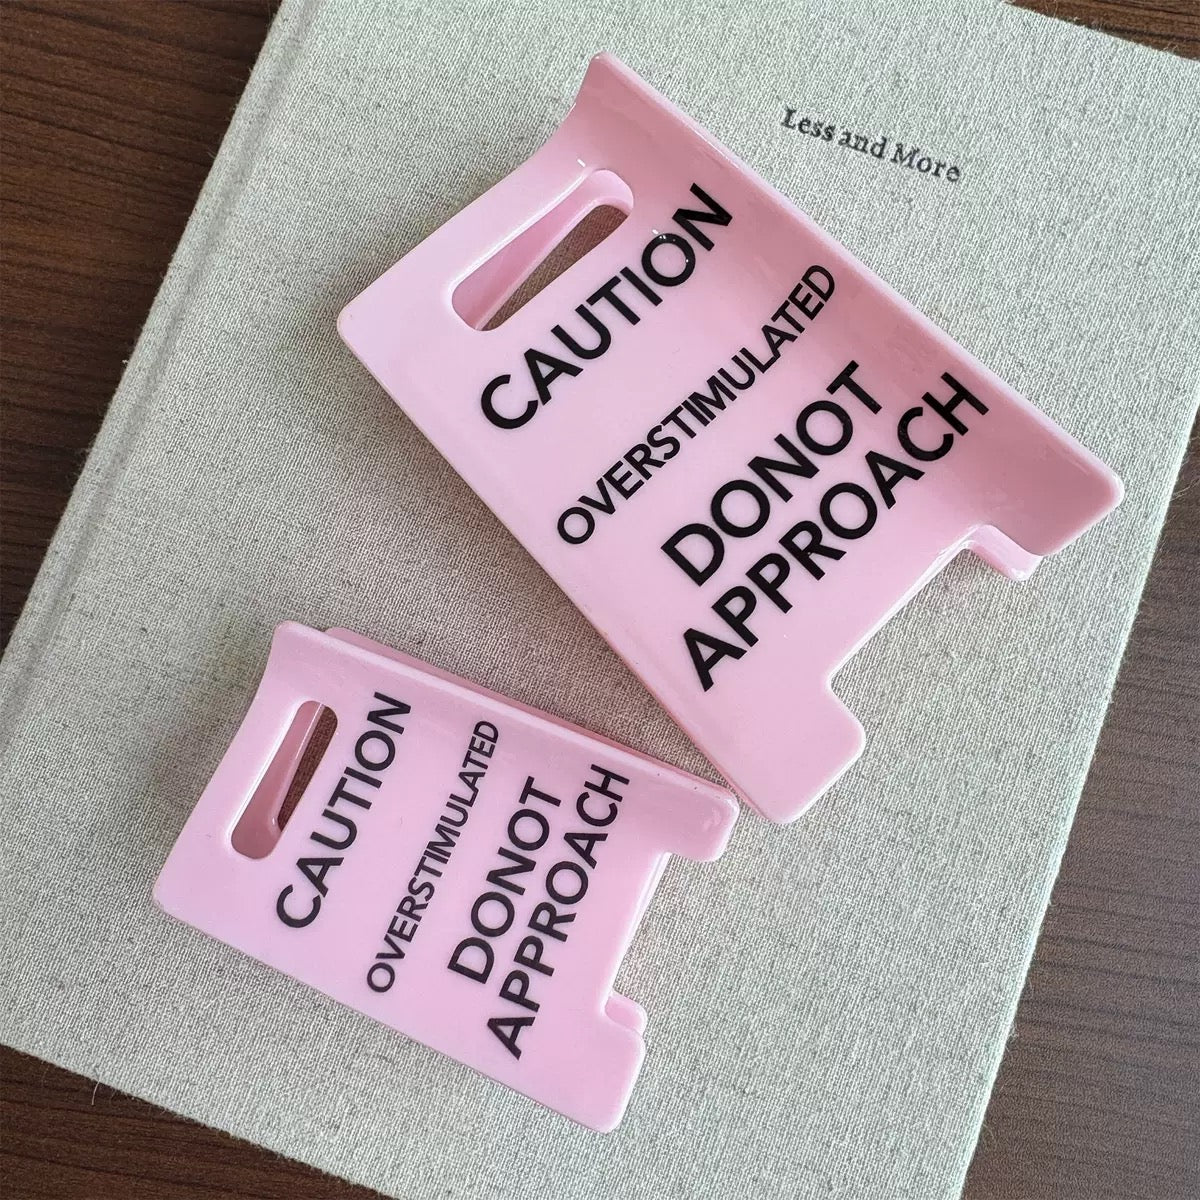 Less and More
CAUTION
OVERSTIMULATED
DONOT
APPROACH
CAUTION
OVERSTIMULATED
DONOT
APPROACH